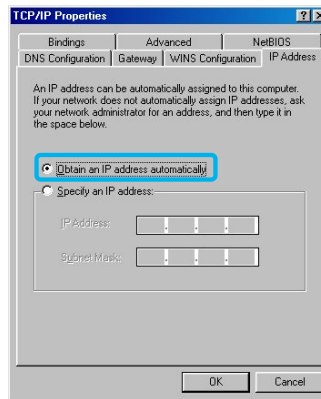 TCP/IP Properties
Bindings Advanced NetBIOS
DNS Configuration Gateway WINS Configuration IP Address
An IP address can be automatically assigned to this computer.
If your network does not automatically assign IP addresses, ask
your network administrator for an address, and then type it in
the space below.
Obtain an IP address automatically
Specify an IP address:
IP Address:
Subnet Mask:
OK Cancel